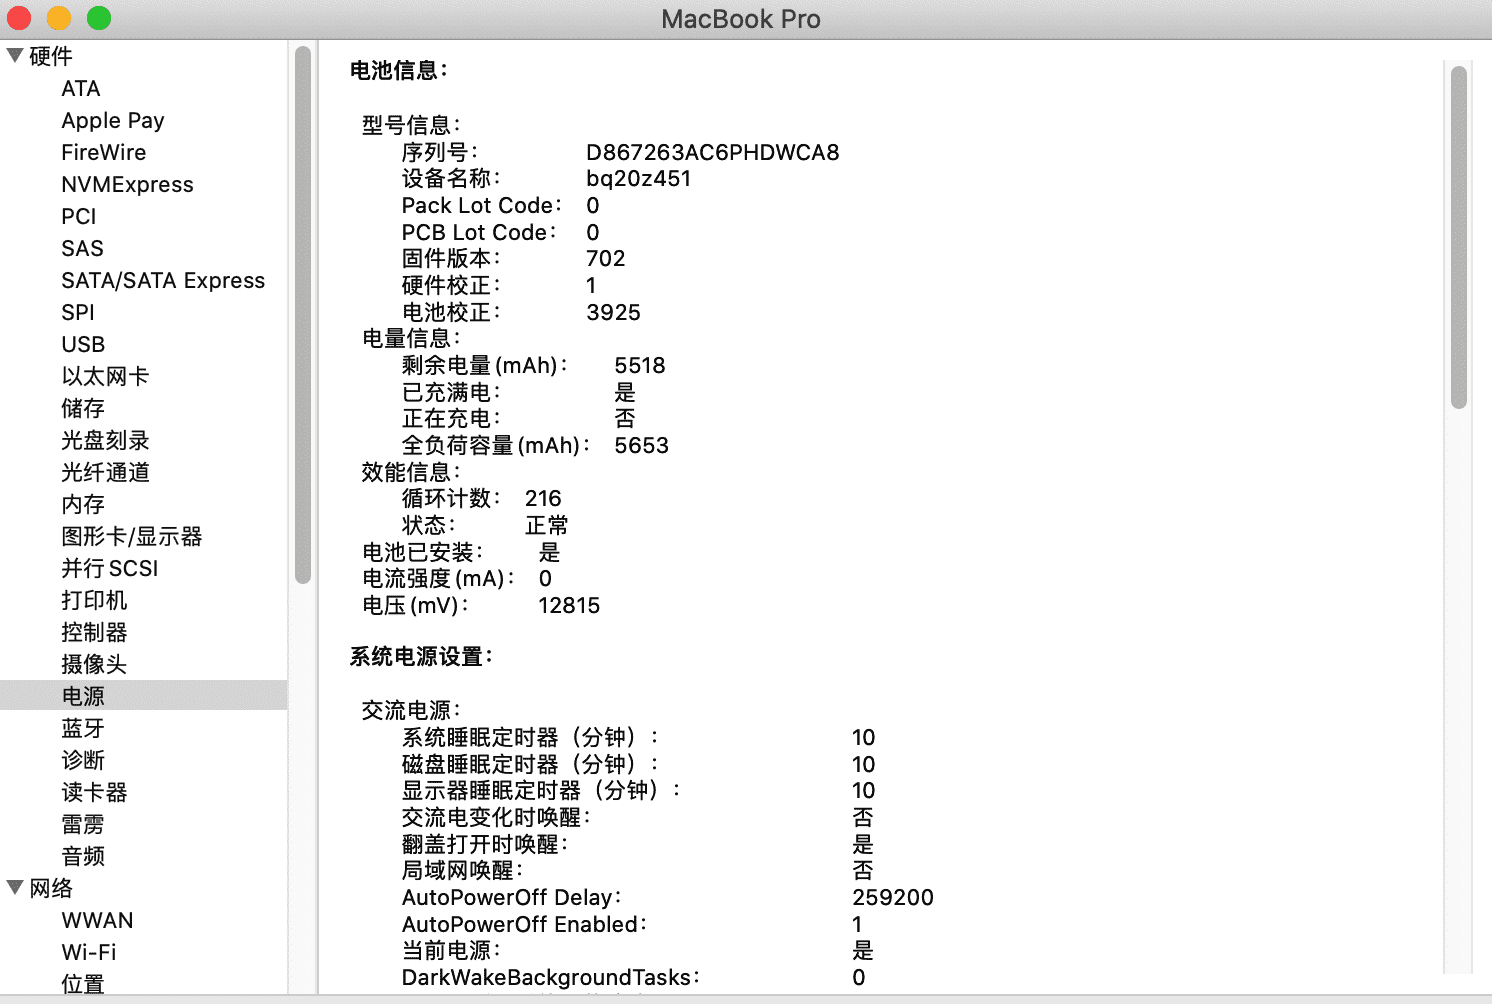 MacBook Pro
硬件
ATA
Apple Pay
FireWire
NVMExpress
PCI
SAS
SATA/SATA Express
SPI
USB
以太网卡
储存
光盘刻录
光纤通道
内存
图形卡/显示器
并行 SCSI
打印机
控制器
摄像头
电源
蓝牙
诊断
读卡器
雷雳
音频
网络
WWAN
Wi-Fi
位置
电池信息：
型号信息：
序列号： D867263AC6PHDWCA8
设备名称： bq20z451
Pack Lot Code： 0
PCB Lot Code： 0
固件版本： 702
硬件校正： 1
电池校正： 3925
电量信息：
剩余电量 (mAh)： 5518
已充满电： 是
正在充电： 否
全负荷容量 (mAh)： 5653
效能信息：
循环计数： 216
状态： 正常
电池已安装： 是
电流强度 (mA)： 0
电压 (mV)： 12815
系统电源设置：
交流电源：
系统睡眠定时器（分钟）： 10
磁盘睡眠定时器（分钟）： 10
显示器睡眠定时器（分钟）： 10
交流电变化时唤醒： 否
翻盖打开时唤醒： 是
局域网唤醒： 否
AutoPowerOff Delay： 259200
AutoPowerOff Enabled： 1
当前电源： 是
DarkWakeBackgroundTasks： 0